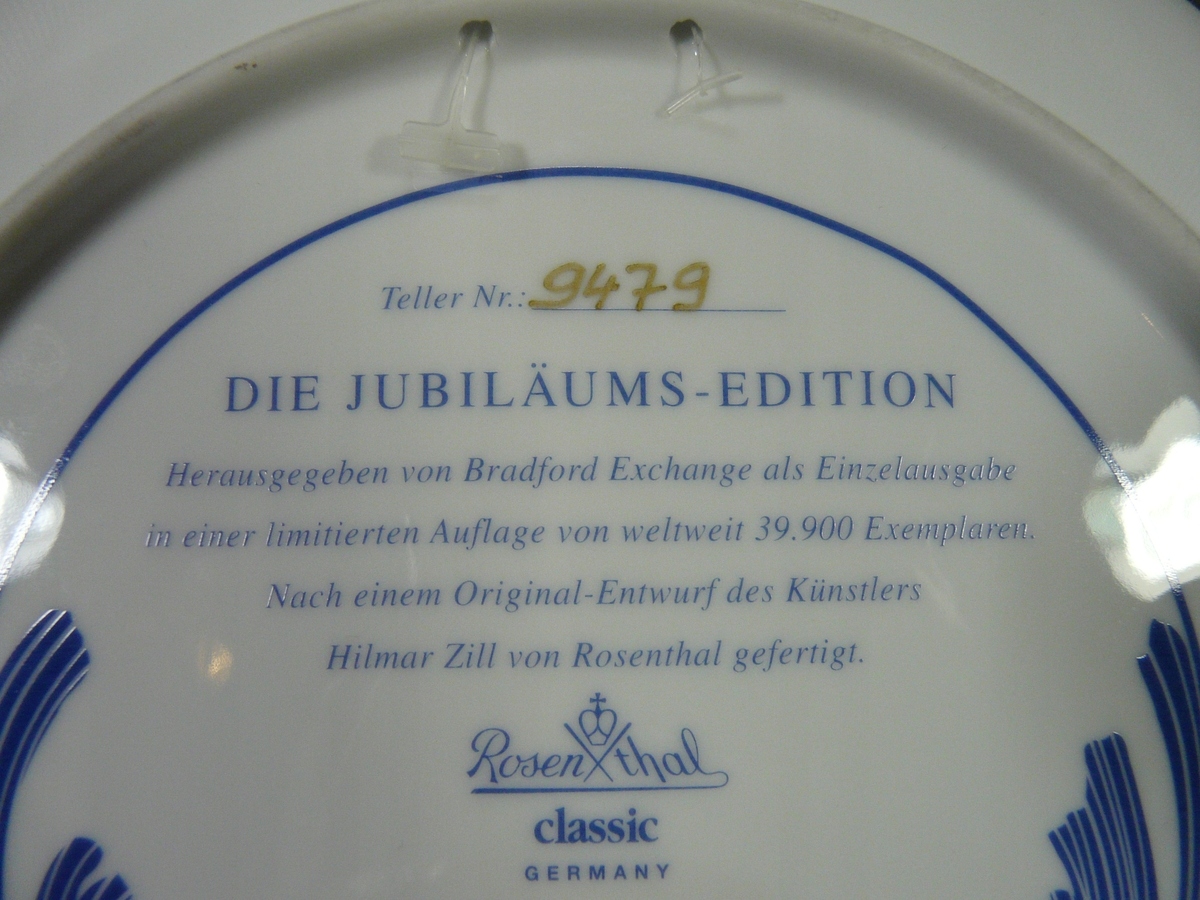 Teller Nr.: 9479
DIE JUBILÄUMS-EDITION
Herausgegeben von Bradford Exchange als Einzelausgabe
in einer limitierten Auflage von weltweit 39.900 Exemplaren.
Nach einem Original-Entwurf des Künstlers
Hilmar Zill von Rosenthal gefertigt.
Rosenthal
classic
GERMANY